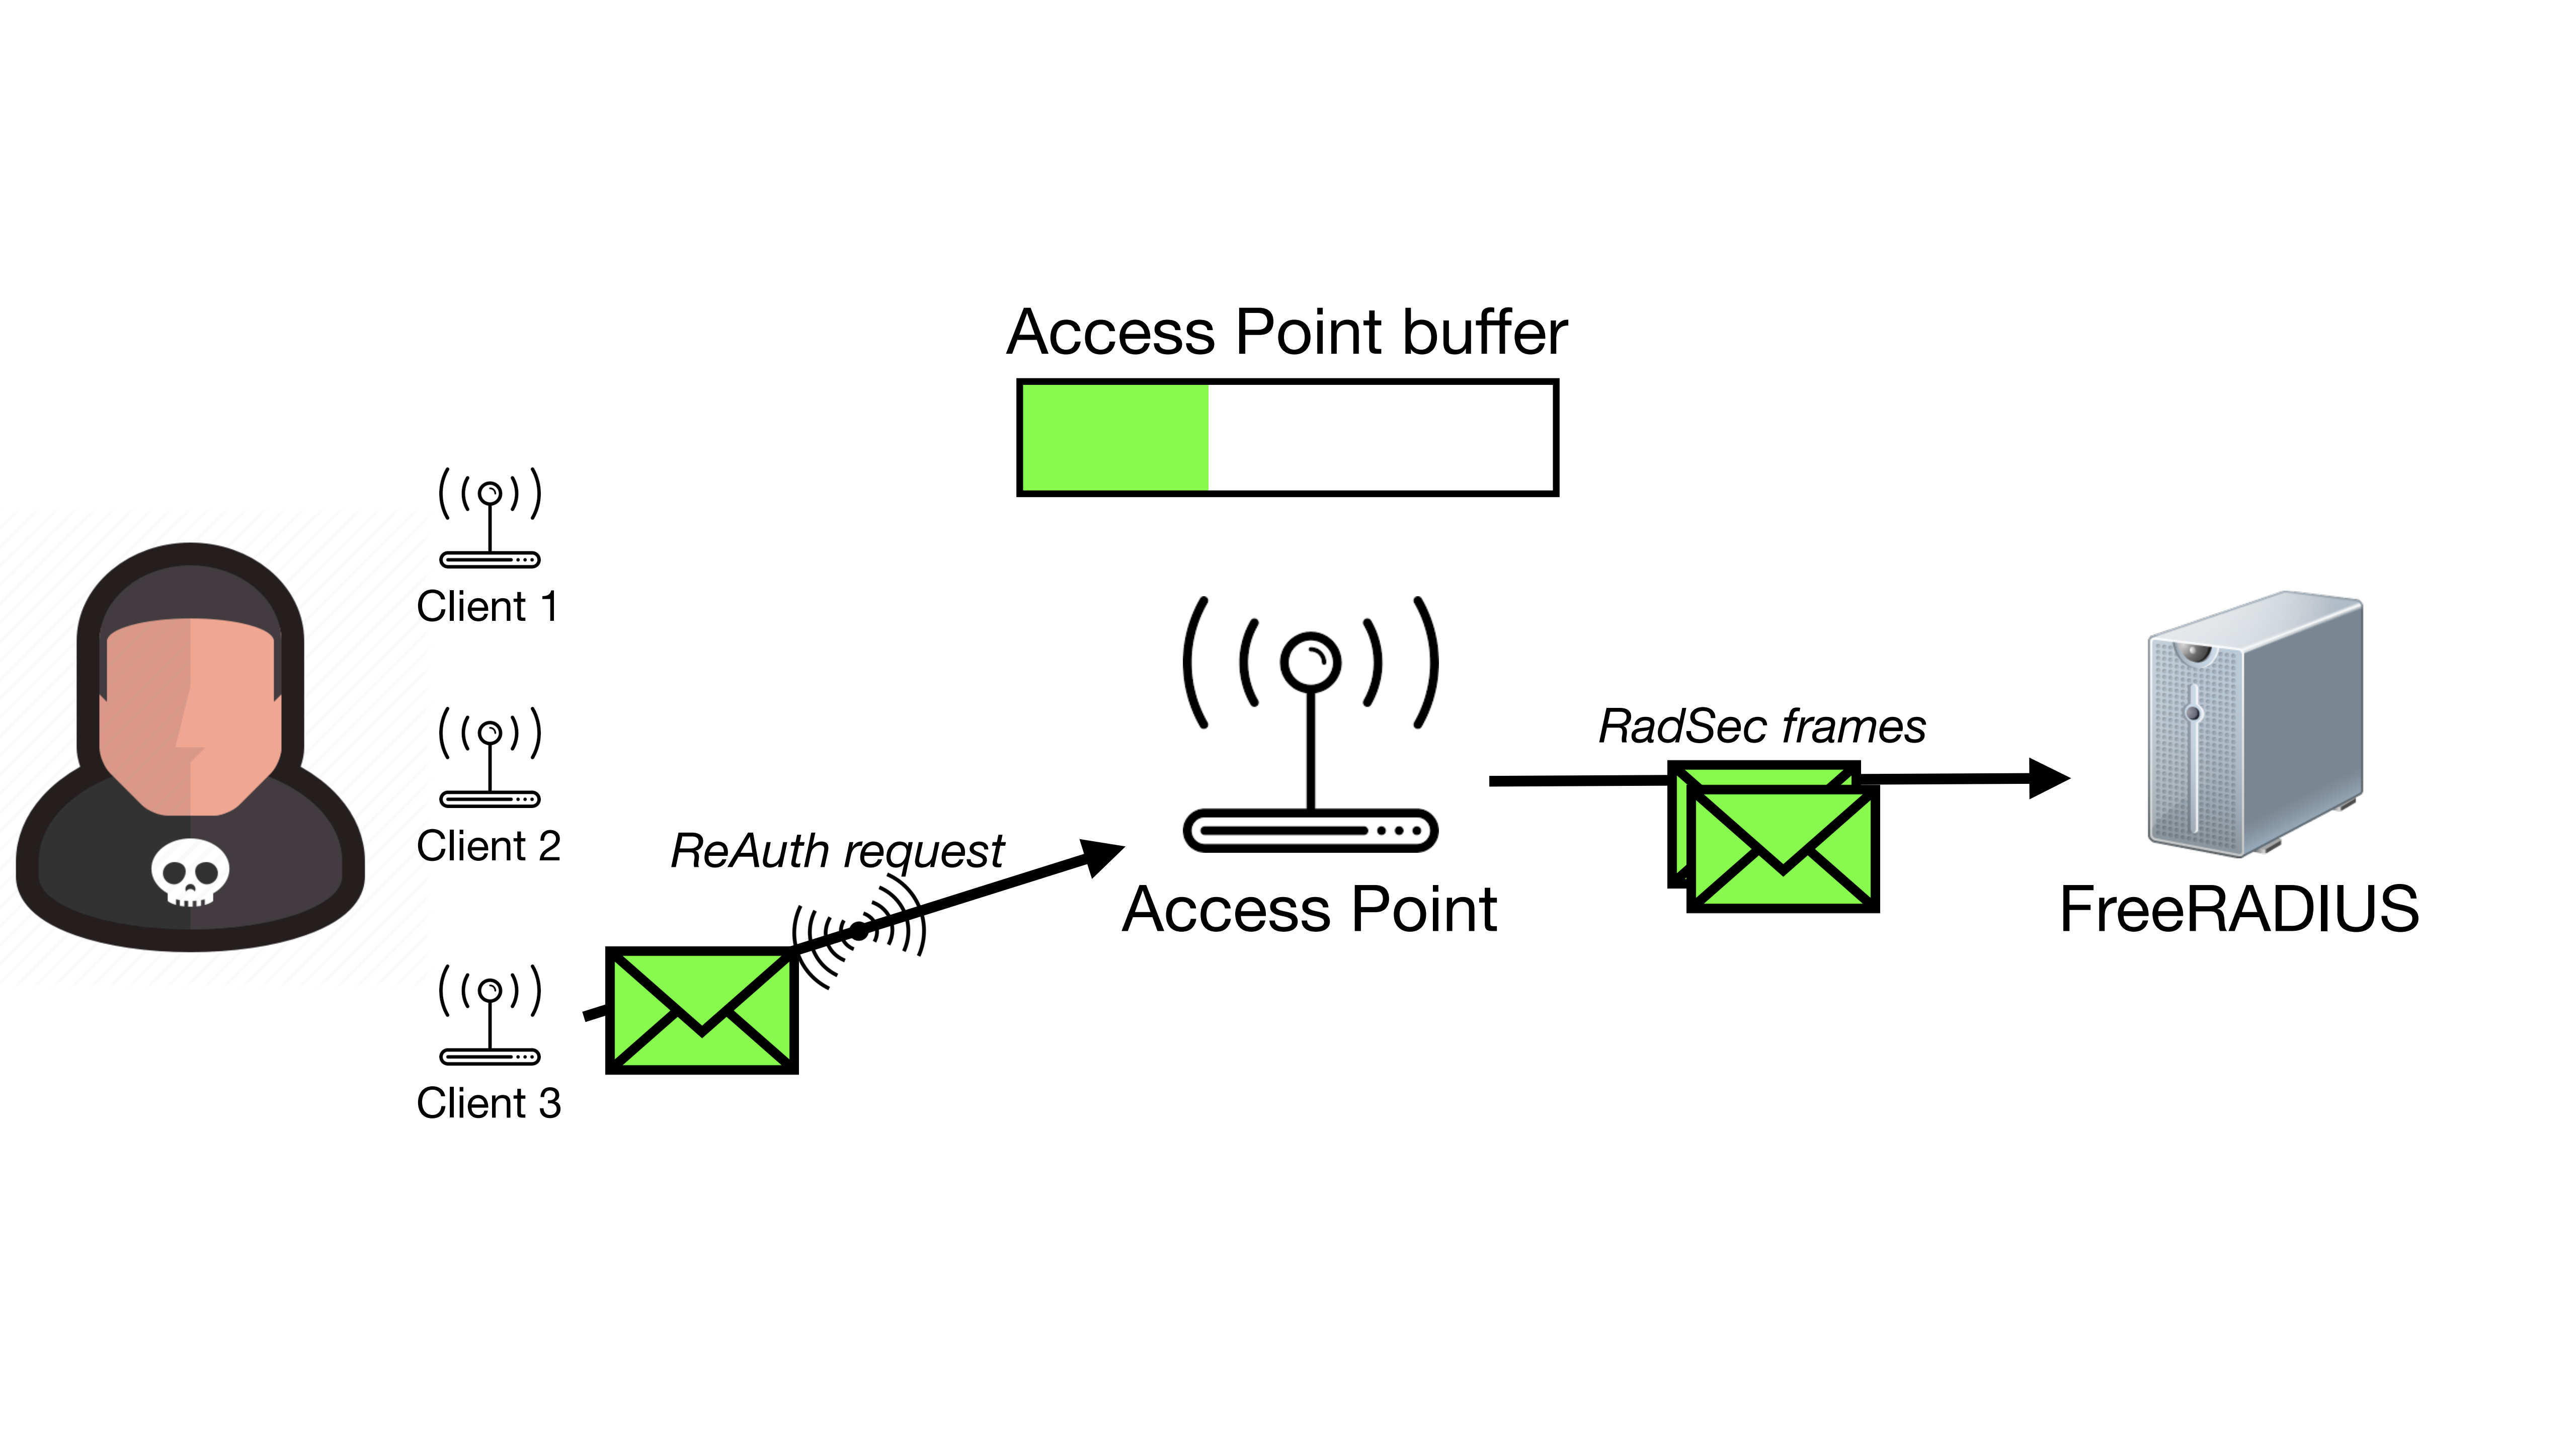 Access Point buffer
Client 1
Client 2
Client 3
ReAuth request
Access Point
RadSec frames
FreeRADIUS